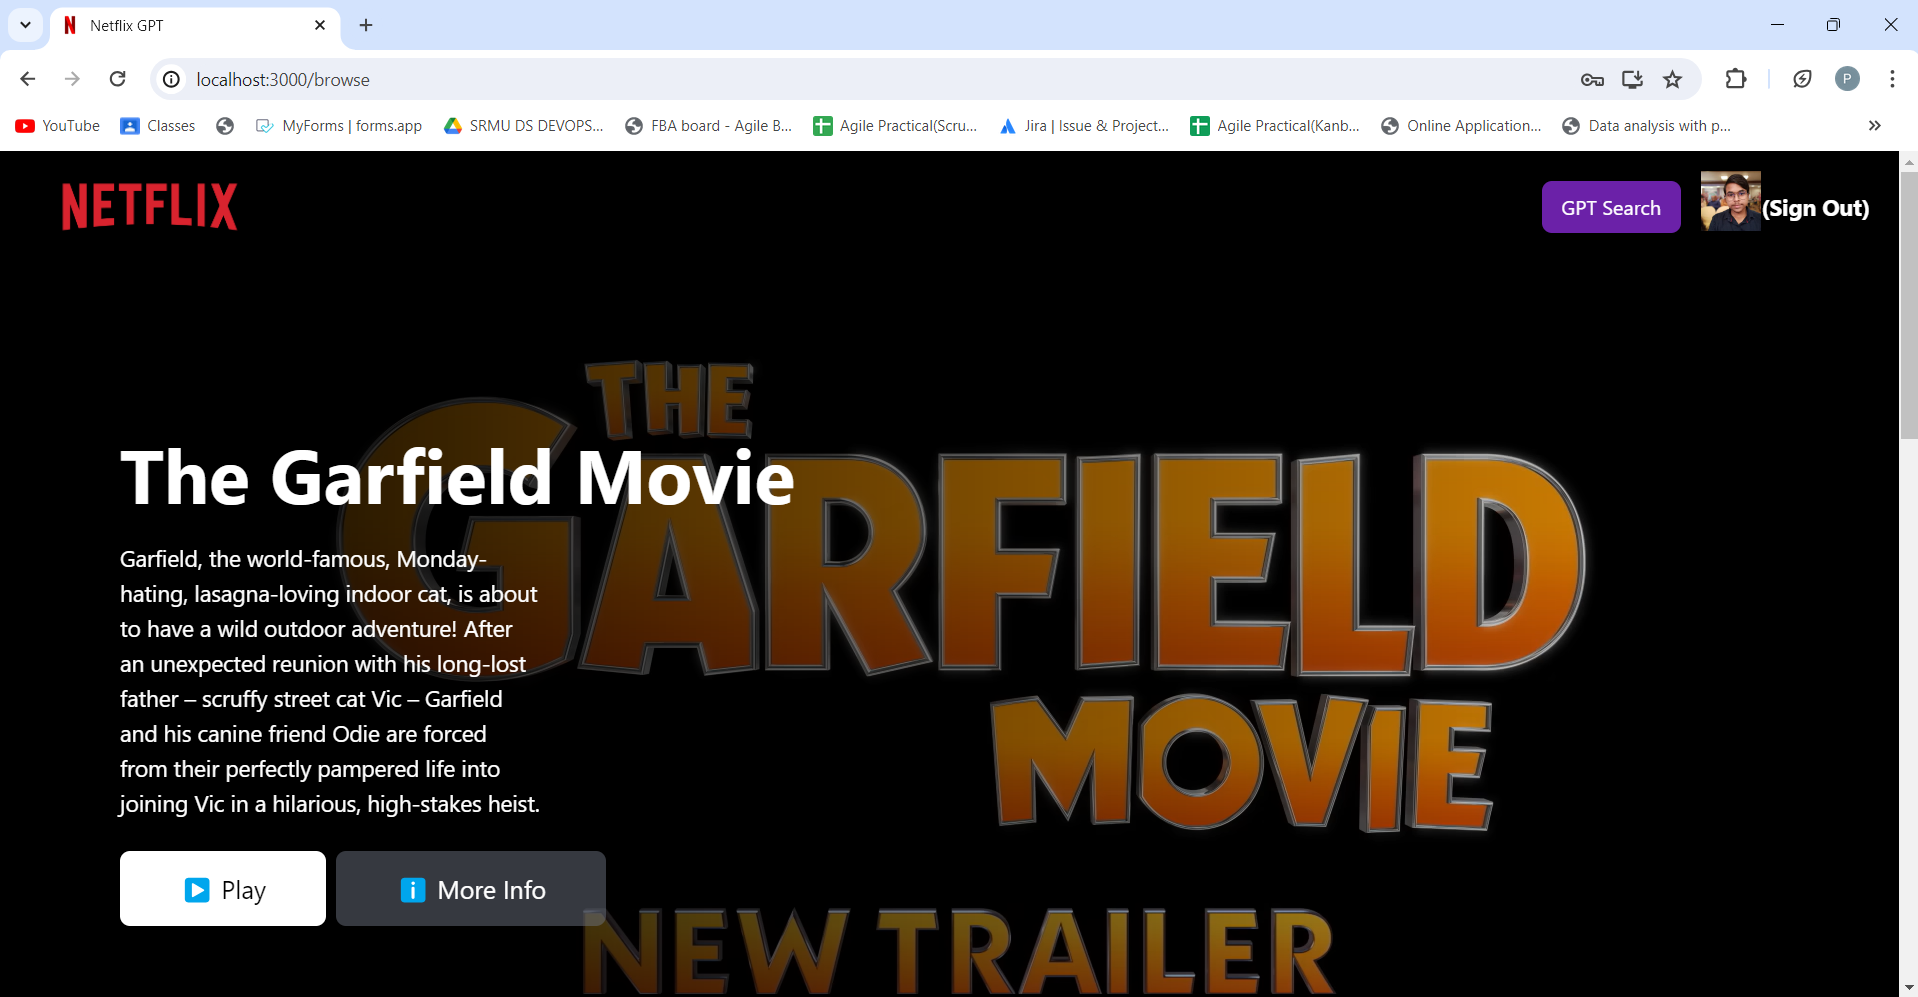 Netflix GPT
localhost:3000/browse
P
YouTube Classes MyForms | forms.app SRMU DS DEVOPS... FBA board - Agile B... Agile Practical(Scru... Jira | Issue & Project... Agile Practical(Kanb... Online Application... Data analysis with p...
NETFLIX
GPT Search
(Sign Out)
THE
GARFIELD
MOVIE
The Garfield Movie
Garfield, the world-famous, Monday-
hating, lasagna-loving indoor cat, is about
to have a wild outdoor adventure! After
an unexpected reunion with his long-lost
father – scruffy street cat Vic – Garfield
and his canine friend Odie are forced
from their perfectly pampered life into
joining Vic in a hilarious, high-stakes heist.
Play
More Info
NEW TRAILER